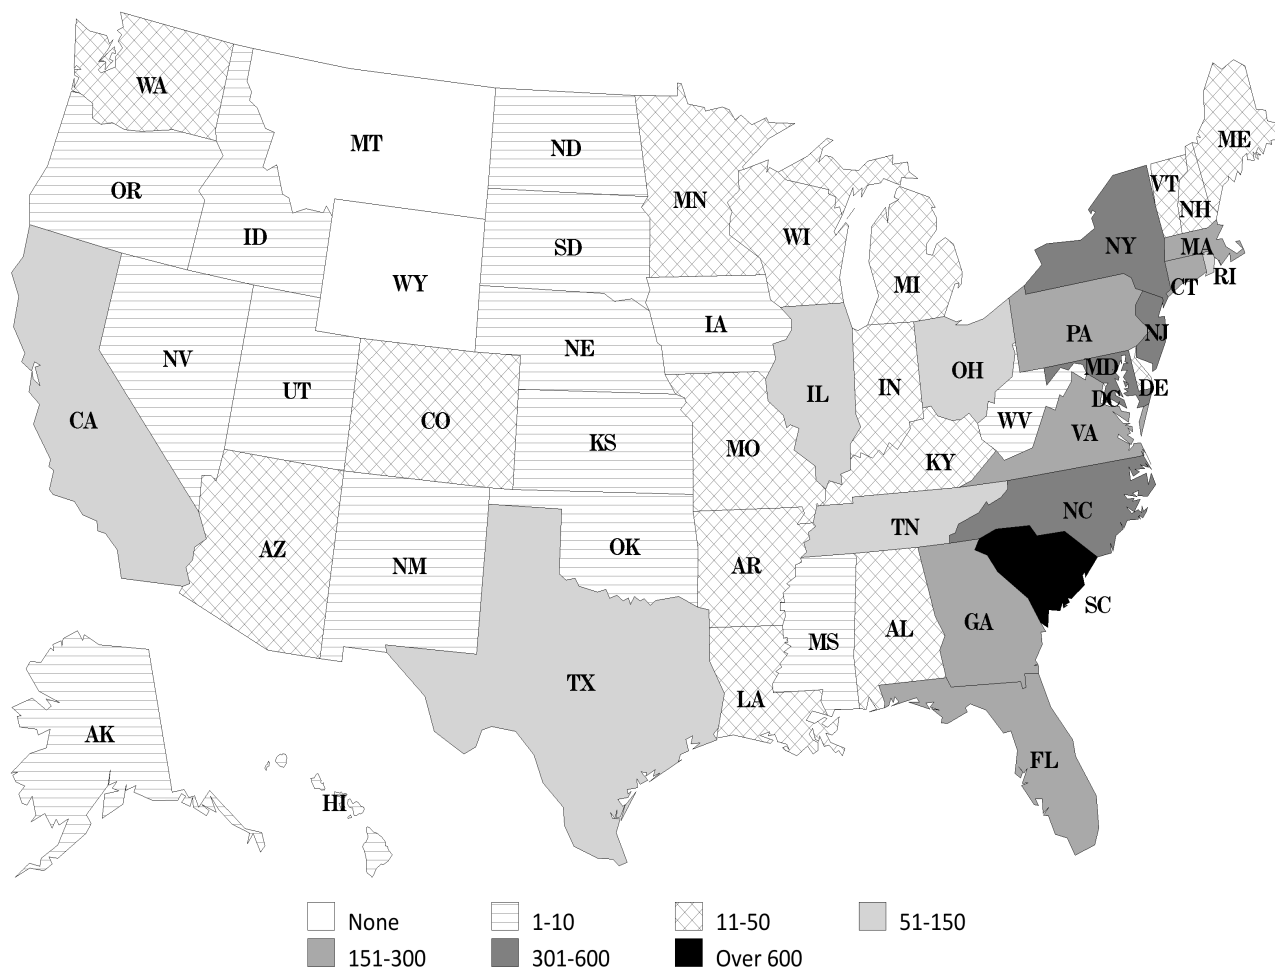 WA
ME
MT
ND
VT
OR
MN
NH
ID
WI
NY
MA
SD
RI
WY
MI
CT
IA
PA
NJ
NV
NE
MD
OH
UT
IN
DE
IL
DC
CA
CO
WV
KS
MO
VA
KY
NC
TN
AZ
OK
NM
AR
SC
GA
AL
MS
TX
LA
AK
FL
HI
None 1-10 11-50 51-150
151-300 301-600 Over 600